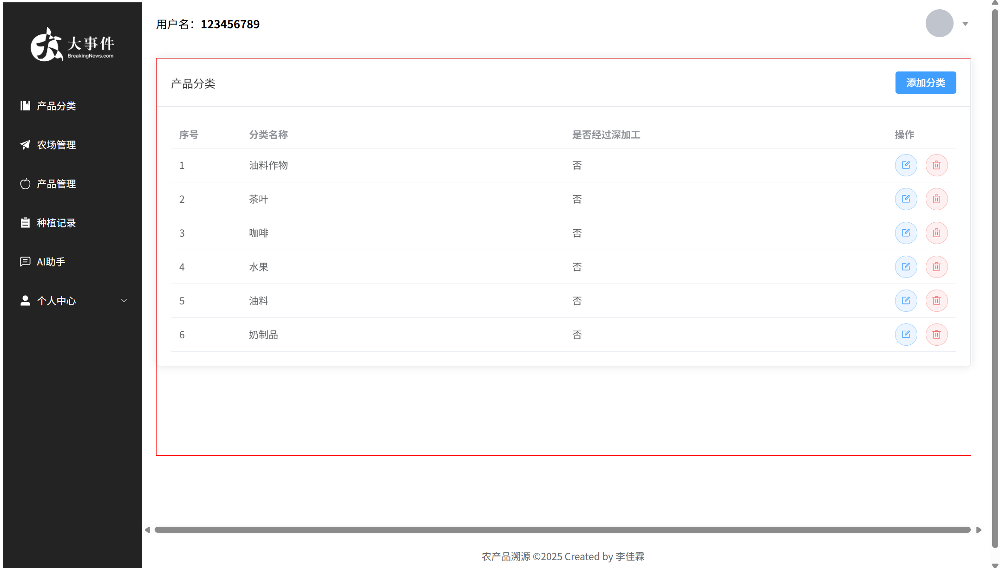 大事件
BreakingNews.com
产品分类
农场管理
产品管理
种植记录
AI助手
个人中心
用户名：123456789
产品分类
添加分类
序号 分类名称 是否经过深加工 操作
1 油料作物 否
2 茶叶 否
3 咖啡 否
4 水果 否
5 油料 否
6 奶制品 否
农产品溯源 ©2025 Created by 李佳霖